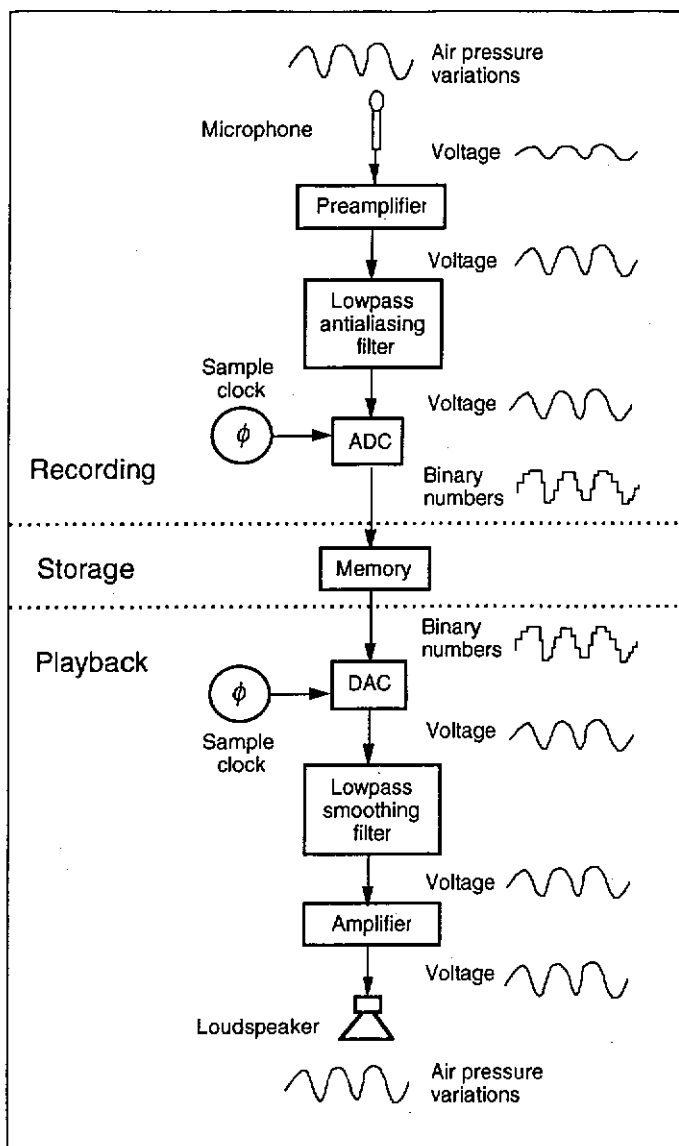 Air pressure
variations
Microphone
Voltage
Preamplifier
Voltage
Lowpass
antialiasing
filter
Sample
clock
Voltage
ϕ
ADC
Recording
Binary
numbers
Storage
Memory
Playback
Binary
numbers
ϕ
DAC
Sample
clock
Voltage
Lowpass
smoothing
filter
Voltage
Amplifier
Voltage
Loudspeaker
Air pressure
variations